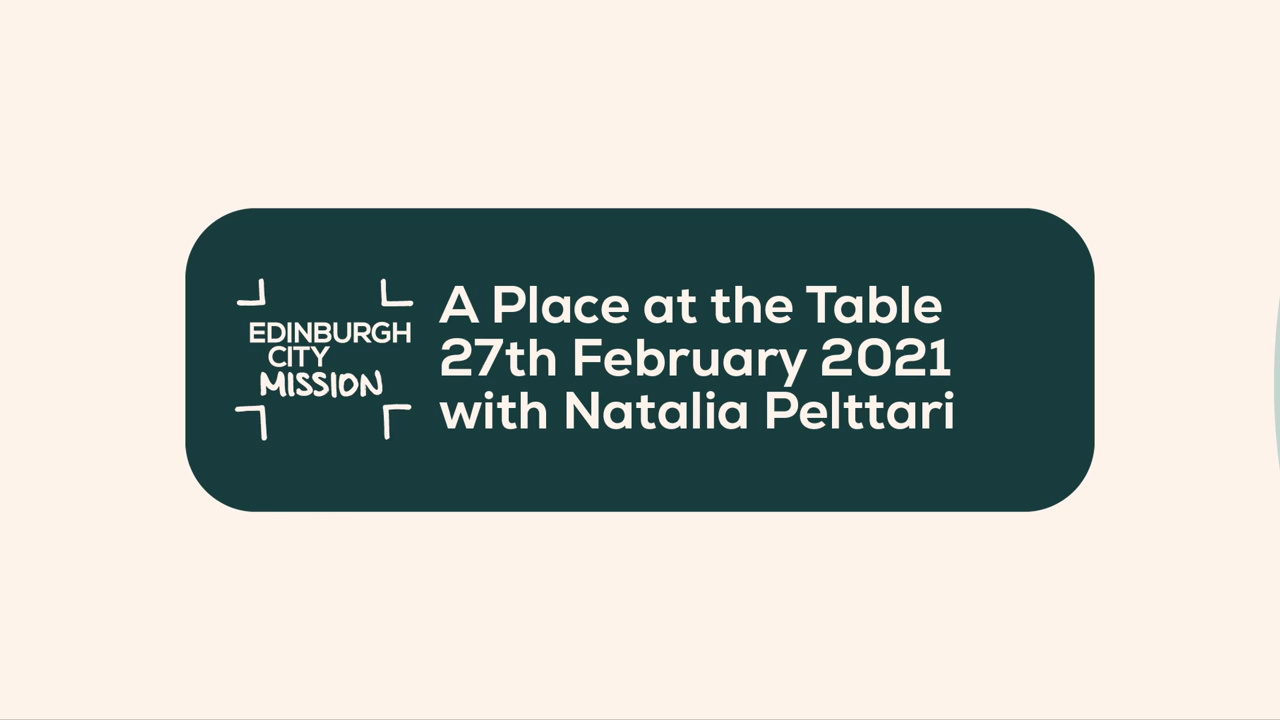 EDINBURGH
CITY
MISSION
A Place at the Table
27th February 2021
with Natalia Pelttari